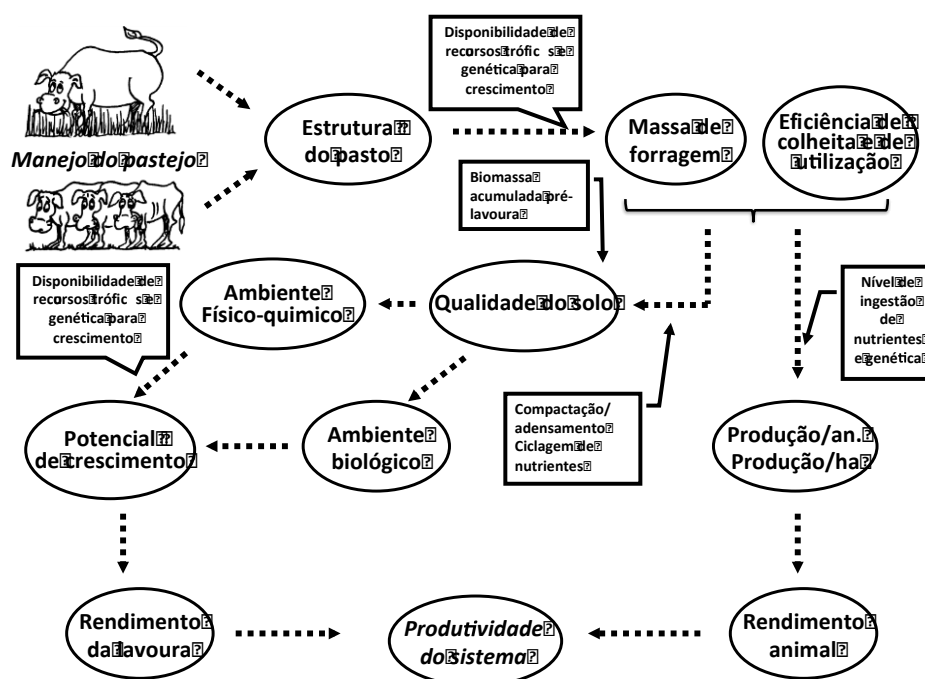 Disponibilidade de
recursos trófic s e
genética para
crescimento
Estrutura
do pasto
Massa de
forragem
Eficiência de
colheita e de
utilização
Manejo do pastejo
Biomassa
acumulada pré-
lavoura
Disponibilidade de
recursos trófic s e
genética para
crescimento
Ambiente
Físico-quimico
Qualidade do solo
Nível de
ingestão
de
nutrientes
e genética
Compactação/
adensamento
Ciclagem de
nutrientes
Potencial
de crescimento
Ambiente
biológico
Produção/an.
Produção/ha
Rendimento
da lavoura
Produtividade
do sistema
Rendimento
animal